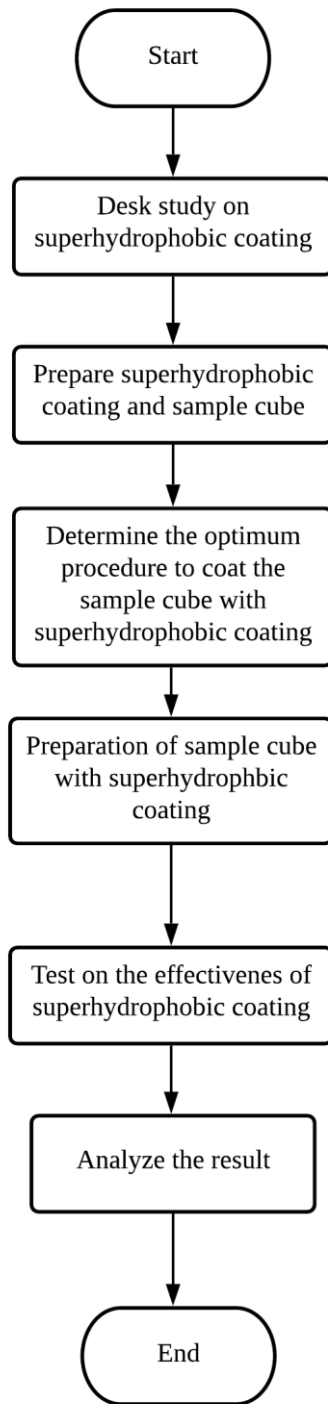 Start
Desk study on
superhydrophobic coating
Prepare superhydrophobic
coating and sample cube
Determine the optimum
procedure to coat the
sample cube with
superhydrophobic coating
Preparation of sample cube
with superhydrophbic
coating
Test on the effectivenes of
superhydrophobic coating
Analyze the result
End